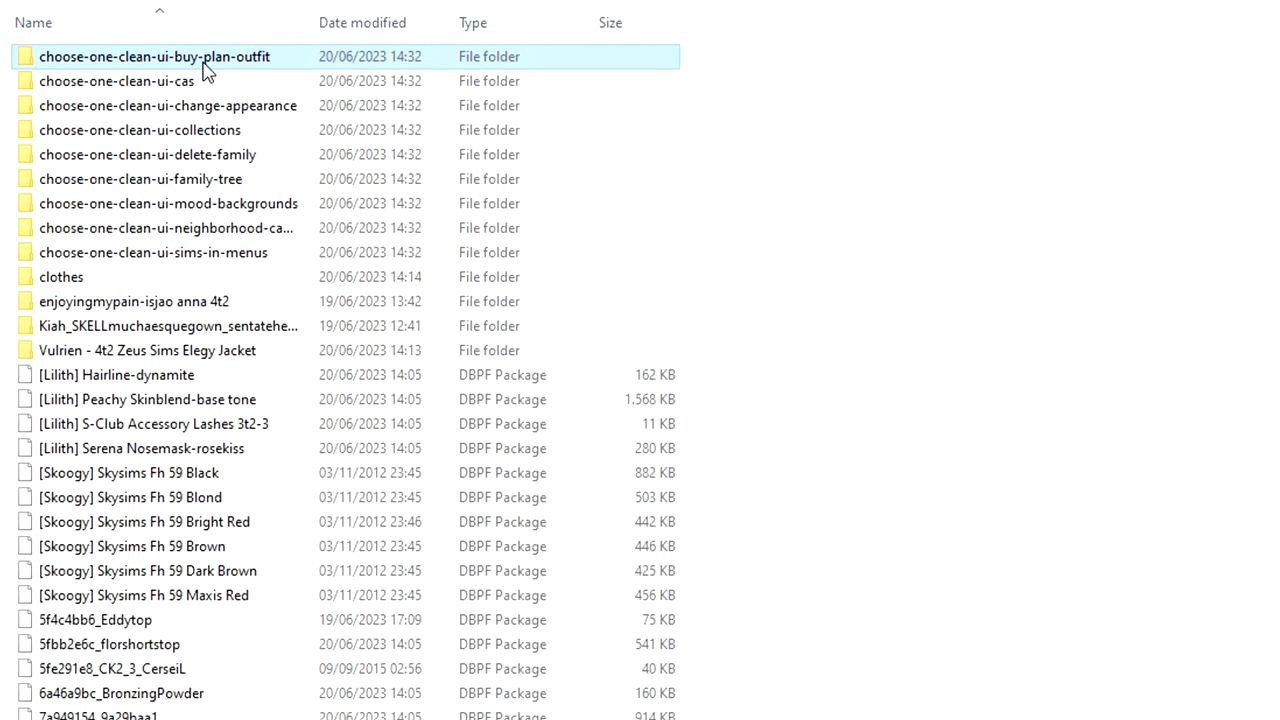 Name Date modified Type Size
choose-one-clean-ui-buy-plan-outfit 20/06/2023 14:32 File folder
choose-one-clean-ui-cas 20/06/2023 14:32 File folder
choose-one-clean-ui-change-appearance 20/06/2023 14:32 File folder
choose-one-clean-ui-collections 20/06/2023 14:32 File folder
choose-one-clean-ui-delete-family 20/06/2023 14:32 File folder
choose-one-clean-ui-family-tree 20/06/2023 14:32 File folder
choose-one-clean-ui-mood-backgrounds 20/06/2023 14:32 File folder
choose-one-clean-ui-neighborhood-ca... 20/06/2023 14:32 File folder
choose-one-clean-ui-sims-in-menus 20/06/2023 14:32 File folder
clothes 20/06/2023 14:14 File folder
enjoyingmypain-isjao anna 4t2 19/06/2023 13:42 File folder
Kiah_SKELLmuchaesquegown_sentatehe... 19/06/2023 12:41 File folder
Vulrien - 4t2 Zeus Sims Elegy Jacket 20/06/2023 14:13 File folder
[Lilith] Hairline-dynamite 20/06/2023 14:05 DBPF Package 162 KB
[Lilith] Peachy Skinblend-base tone 20/06/2023 14:05 DBPF Package 1.568 KB
[Lilith] S-Club Accessory Lashes 3t2-3 20/06/2023 14:05 DBPF Package 11 KB
[Lilith] Serena Nosemask-rosekiss 20/06/2023 14:05 DBPF Package 280 KB
[Skoogy] Skysims Fh 59 Black 03/11/2012 23:45 DBPF Package 882 KB
[Skoogy] Skysims Fh 59 Blond 03/11/2012 23:45 DBPF Package 503 KB
[Skoogy] Skysims Fh 59 Bright Red 03/11/2012 23:46 DBPF Package 442 KB
[Skoogy] Skysims Fh 59 Brown 03/11/2012 23:45 DBPF Package 446 KB
[Skoogy] Skysims Fh 59 Dark Brown 03/11/2012 23:45 DBPF Package 425 KB
[Skoogy] Skysims Fh 59 Maxis Red 03/11/2012 23:45 DBPF Package 456 KB
5f4c4bb6_Eddytop 19/06/2023 17:09 DBPF Package 75 KB
5fbb2e6c_florshortstop 20/06/2023 14:05 DBPF Package 541 KB
5fe291e8_CK2_3_CerseiL 09/09/2015 02:56 DBPF Package 40 KB
6a46a9bc_BronzingPowder 20/06/2023 14:05 DBPF Package 160 KB
7a949154_9a29baa1 20/06/2023 14:05 DBPF Package 914 KB